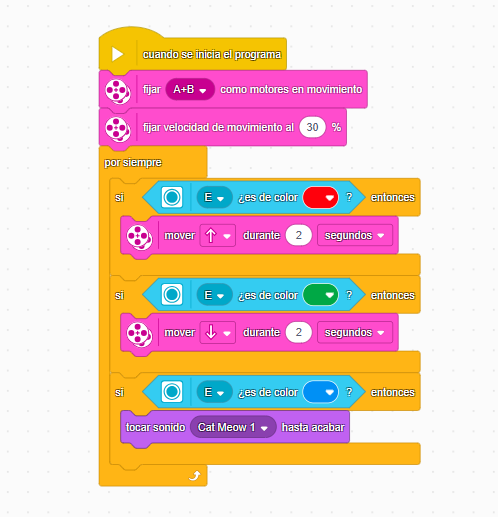 cuando se inicia el programa
fijar A+B como motores en movimiento
fijar velocidad de movimiento al 30 %
por siempre
si E ¿es de color ? entonces
mover durante 2 segundos
si E ¿es de color ? entonces
mover durante 2 segundos
si E ¿es de color ? entonces
tocar sonido Cat Meow 1 hasta acabar